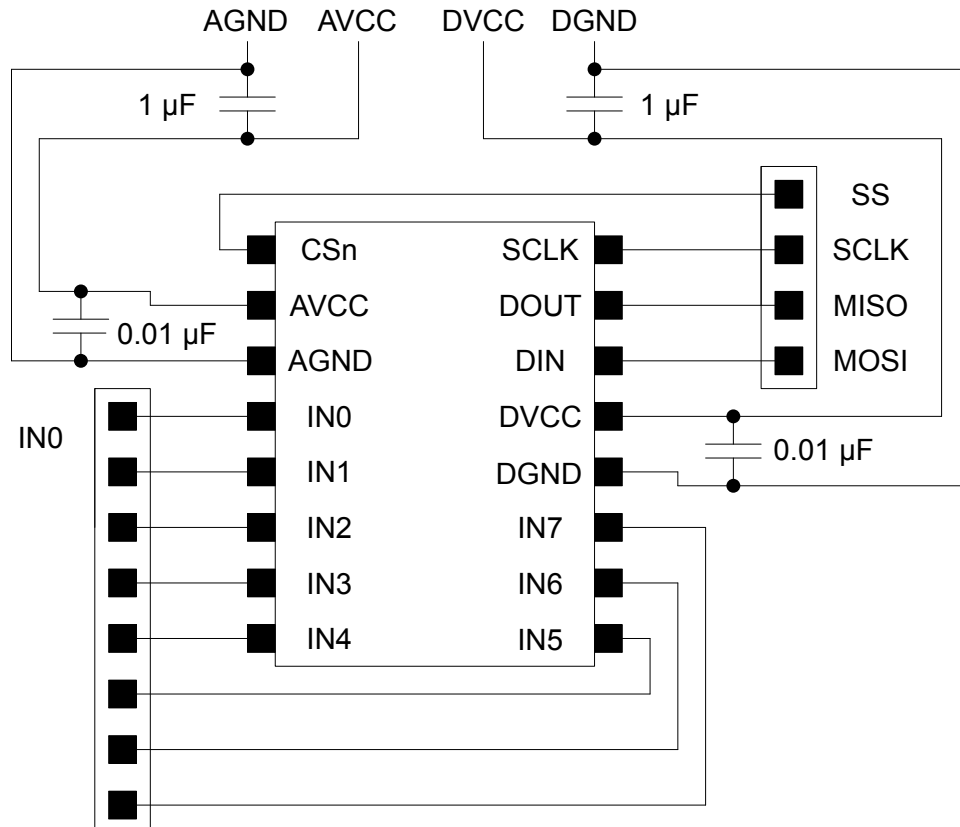 AGND AVCC DVCC DGND
1 µF 1 µF
SS
CSn SCLK SCLK
AVCC DOUT MISO
0.01 µF
AGND DIN MOSI
IN0 IN0 DVCC
0.01 µF
IN1 DGND
IN2 IN7
IN3 IN6
IN4 IN5